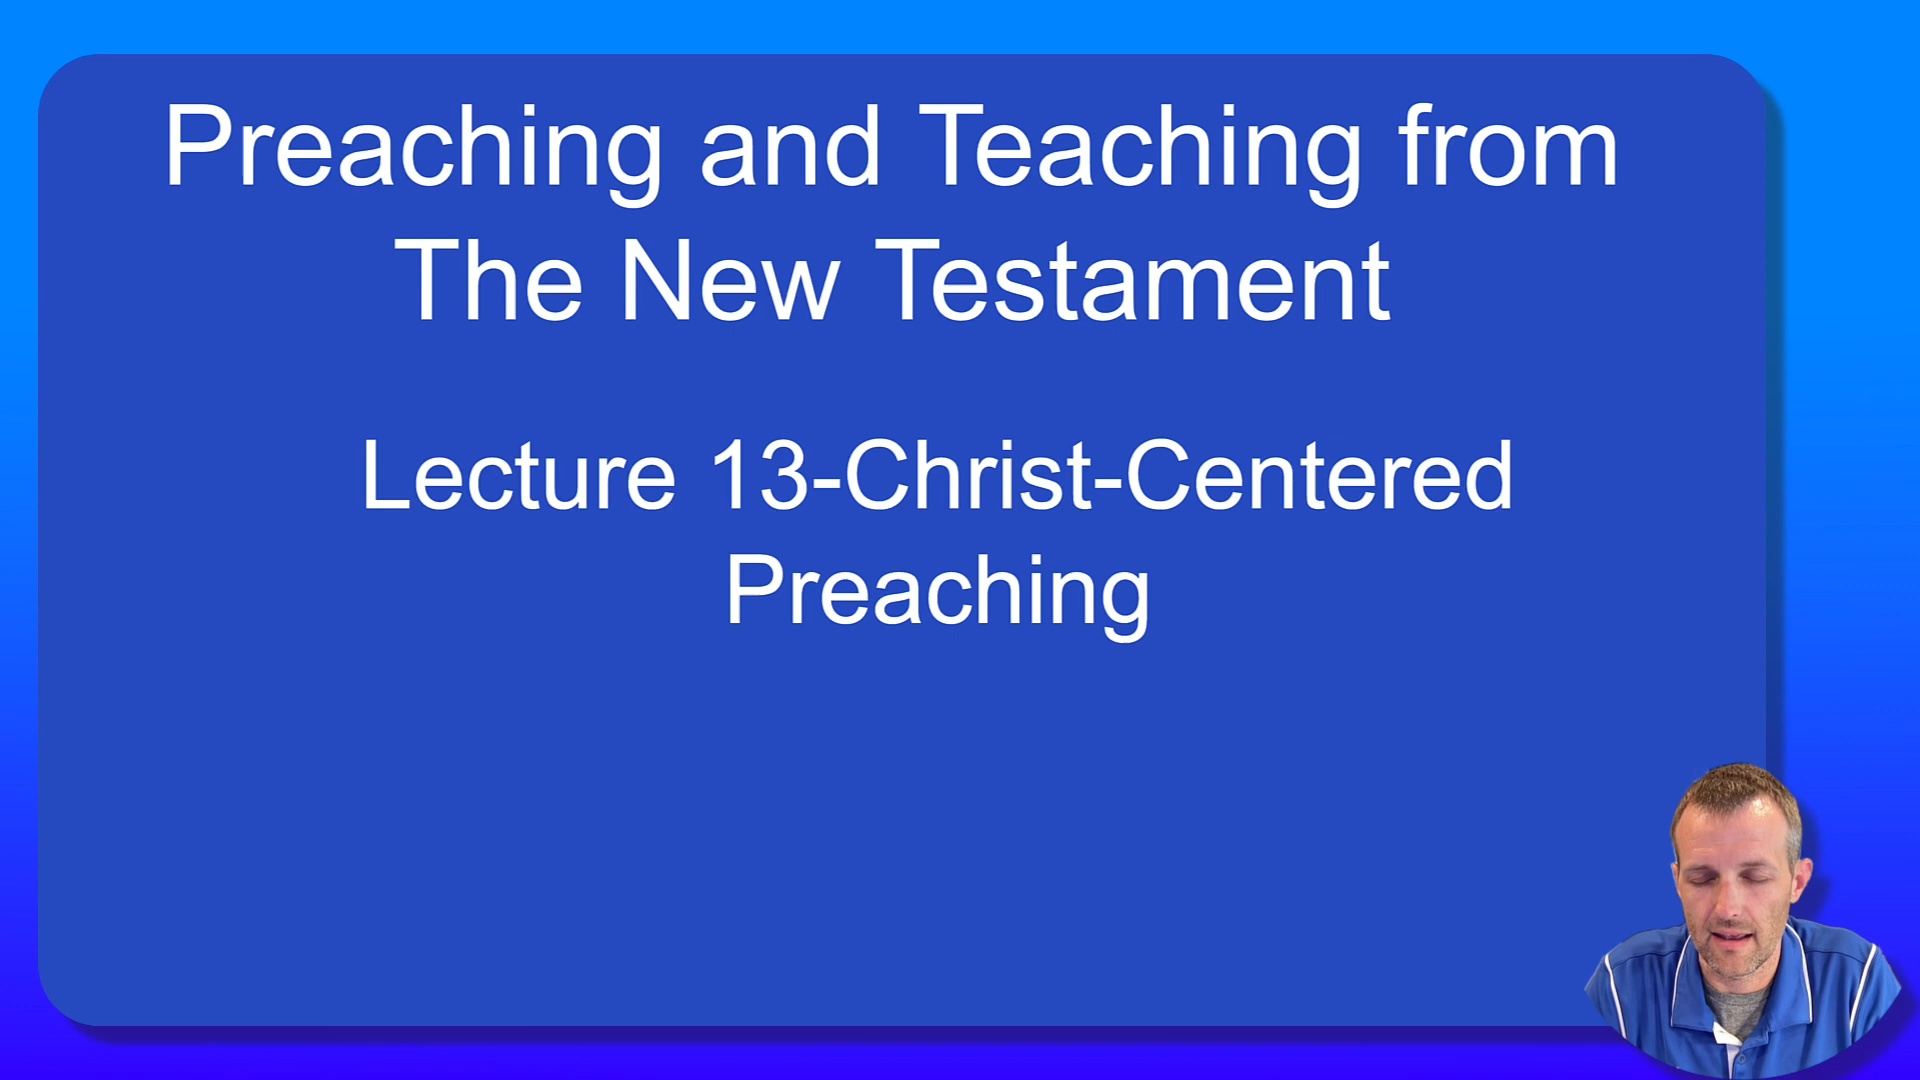 Preaching and Teaching from
The New Testament
Lecture 13-Christ-Centered
Preaching